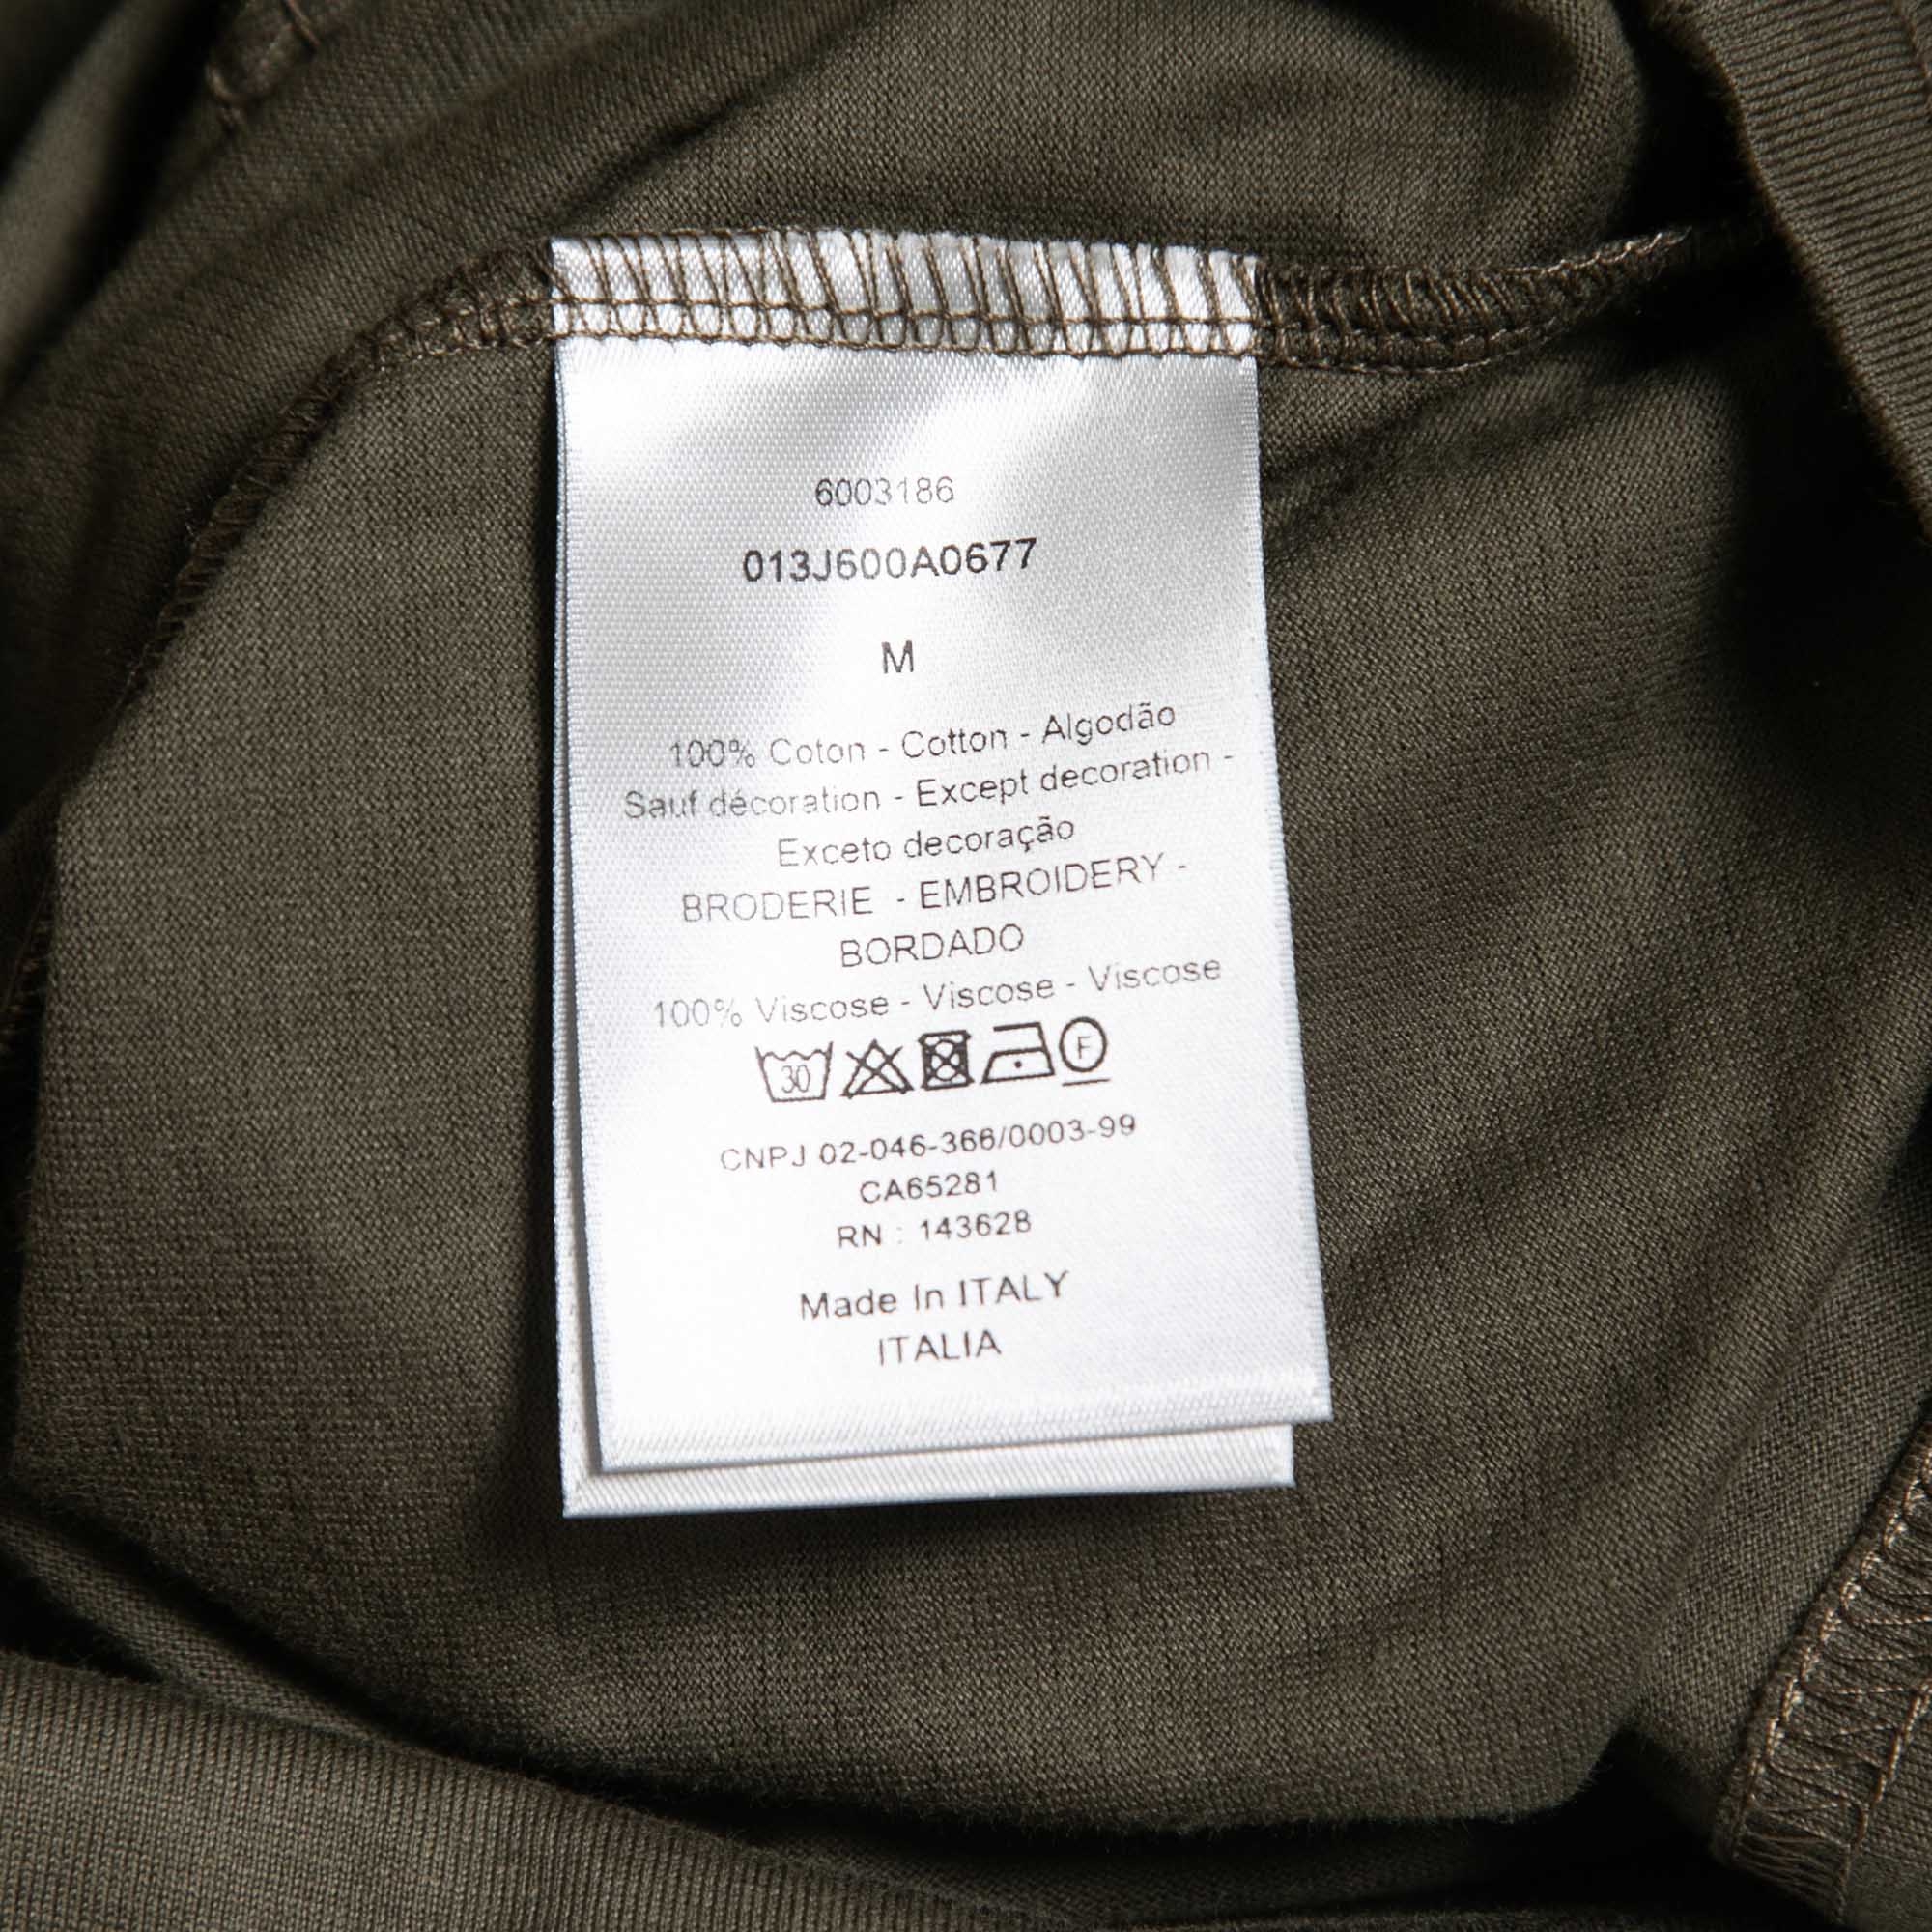 6003186
013J600A0677
M
100% Coton - Cotton - Algodão
Sauf décoration - Except decoration -
Exceto decoração
BRODERIE - EMBROIDERY -
BORDADO
100% Viscose - Viscose - Viscose
30 F
CNPJ 02-046-366/0003-99
CA65281
RN : 143628
Made In ITALY
ITALIA